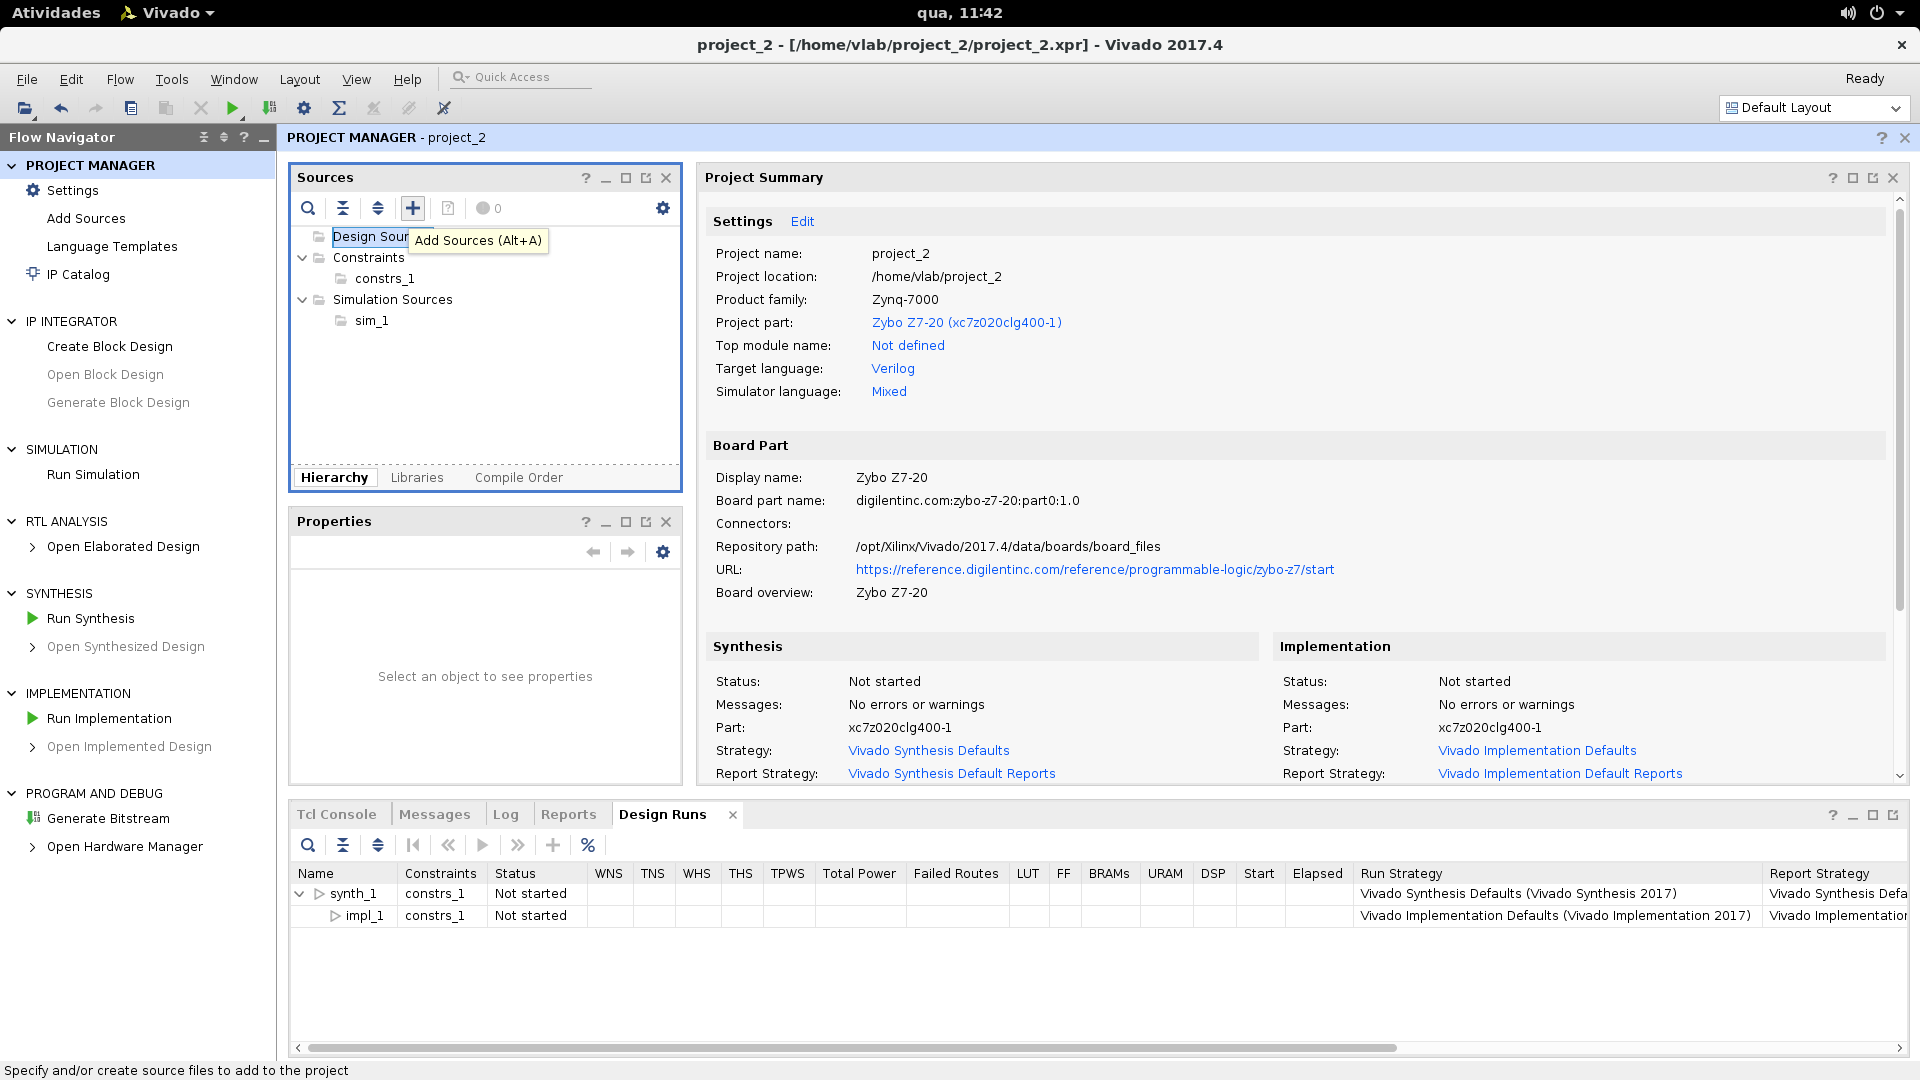 Atividades Vivado qua, 11:42
project_2 - [/home/vlab/project_2/project_2.xpr] - Vivado 2017.4
File Edit Flow Tools Window Layout View Help Quick Access Ready
Default Layout
Flow Navigator
PROJECT MANAGER
Settings
Add Sources
Language Templates
IP Catalog
IP INTEGRATOR
Create Block Design
Open Block Design
Generate Block Design
SIMULATION
Run Simulation
RTL ANALYSIS
Open Elaborated Design
SYNTHESIS
Run Synthesis
Open Synthesized Design
IMPLEMENTATION
Run Implementation
Open Implemented Design
PROGRAM AND DEBUG
Generate Bitstream
Open Hardware Manager
PROJECT MANAGER - project_2
Sources
0
Design Sour
Add Sources (Alt+A)
Constraints
constrs_1
Simulation Sources
sim_1
Hierarchy Libraries Compile Order
Properties
Select an object to see properties
Project Summary
Settings Edit
Project name: project_2
Project location: /home/vlab/project_2
Product family: Zynq-7000
Project part: Zybo Z7-20 (xc7z020clg400-1)
Top module name: Not defined
Target language: Verilog
Simulator language: Mixed
Board Part
Display name: Zybo Z7-20
Board part name: digilentinc.com:zybo-z7-20:part0:1.0
Connectors:
Repository path: /opt/Xilinx/Vivado/2017.4/data/boards/board_files
URL: https://reference.digilentinc.com/reference/programmable-logic/zybo-z7/start
Board overview: Zybo Z7-20
Synthesis
Status: Not started
Messages: No errors or warnings
Part: xc7z020clg400-1
Strategy: Vivado Synthesis Defaults
Report Strategy: Vivado Synthesis Default Reports
Implementation
Status: Not started
Messages: No errors or warnings
Part: xc7z020clg400-1
Strategy: Vivado Implementation Defaults
Report Strategy: Vivado Implementation Default Reports
Tcl Console Messages Log Reports Design Runs
Name Constraints Status WNS TNS WHS THS TPWS Total Power Failed Routes LUT FF BRAMs URAM DSP Start Elapsed Run Strategy Report Strategy
synth_1 constrs_1 Not started Vivado Synthesis Defaults (Vivado Synthesis 2017) Vivado Synthesis Defa
impl_1 constrs_1 Not started Vivado Implementation Defaults (Vivado Implementation 2017) Vivado Implementation
Specify and/or create source files to add to the project